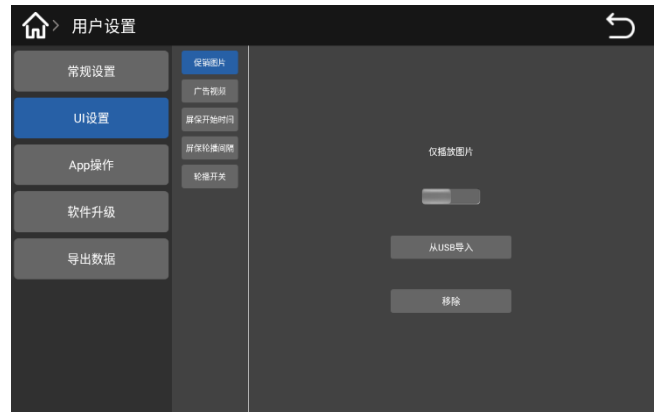 用户设置
常规设置
UI设置
App操作
软件升级
导出数据
促销图片
广告视频
屏保开始时间
屏保轮播间隔
轮播开关
仅播放图片
从USB导入
移除